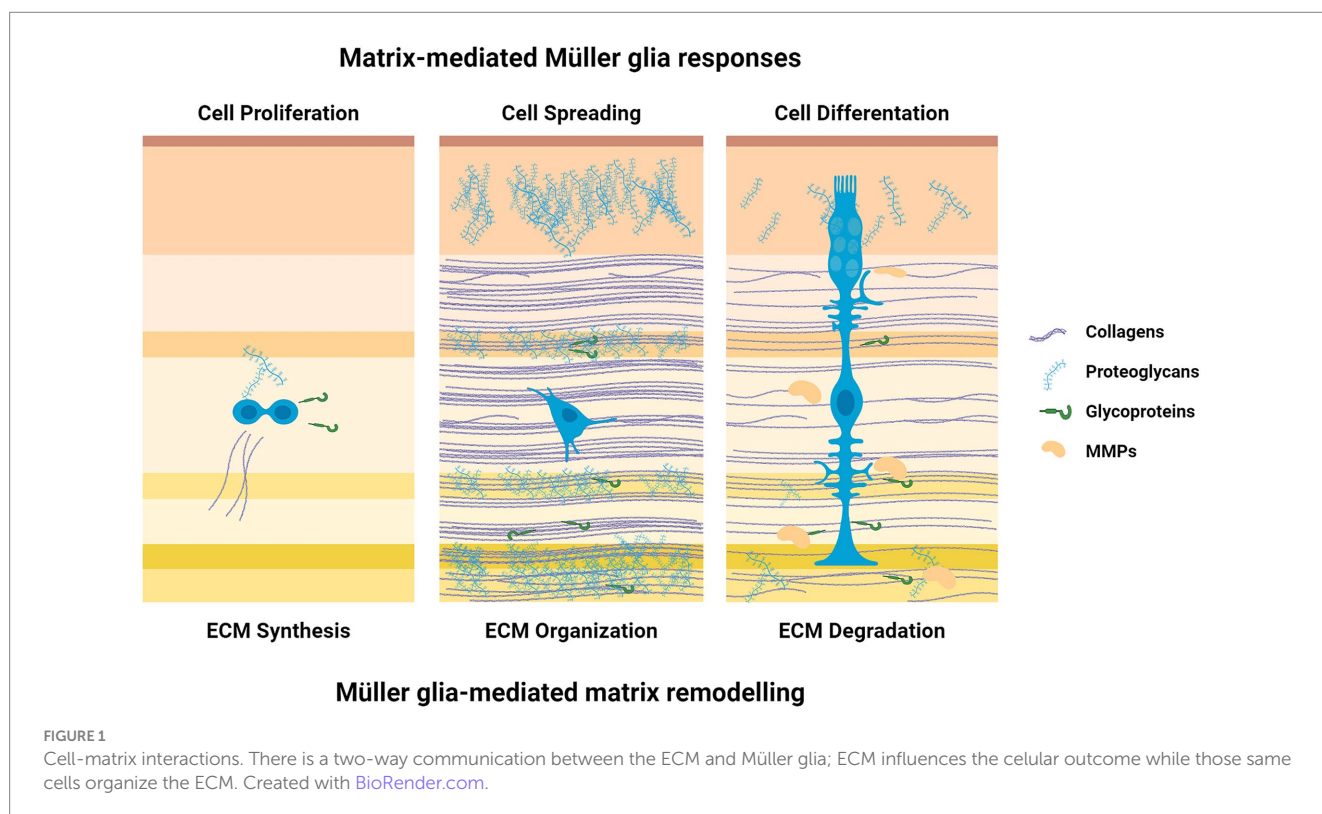 Matrix-mediated Müller glia responses
Cell Proliferation
Cell Spreading
Cell Differentation
Collagens
Proteoglycans
Glycoproteins
MMPs
ECM Synthesis
ECM Organization
ECM Degradation
Müller glia-mediated matrix remodelling
FIGURE 1
Cell-matrix interactions. There is a two-way communication between the ECM and Müller glia; ECM influences the cellular outcome while those same
cells organize the ECM. Created with BioRender.com.